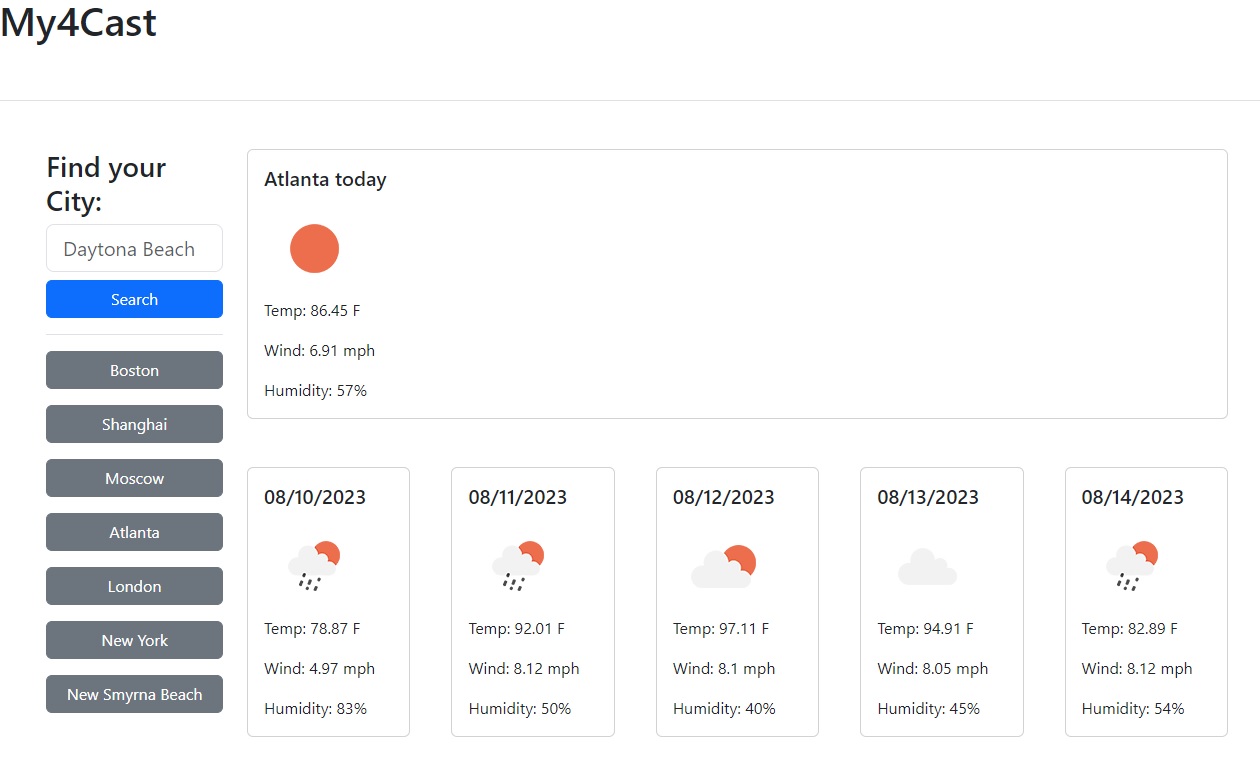 My4Cast
Find your
City:
Daytona Beach
Search
Boston
Shanghai
Moscow
Atlanta
London
New York
New Smyrna Beach
Atlanta today
Temp: 86.45 F
Wind: 6.91 mph
Humidity: 57%
08/10/2023
Temp: 78.87 F
Wind: 4.97 mph
Humidity: 83%
08/11/2023
Temp: 92.01 F
Wind: 8.12 mph
Humidity: 50%
08/12/2023
Temp: 97.11 F
Wind: 8.1 mph
Humidity: 40%
08/13/2023
Temp: 94.91 F
Wind: 8.05 mph
Humidity: 45%
08/14/2023
Temp: 82.89 F
Wind: 8.12 mph
Humidity: 54%